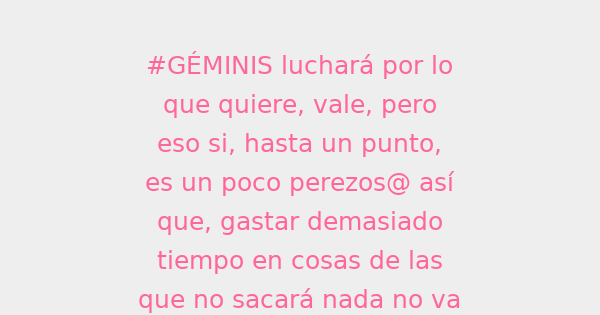 #GÉMINIS luchará por lo
que quiere, vale, pero
eso si, hasta un punto,
es un poco perezos@ así
que, gastar demasiado
tiempo en cosas de las
que no sacará nada no va